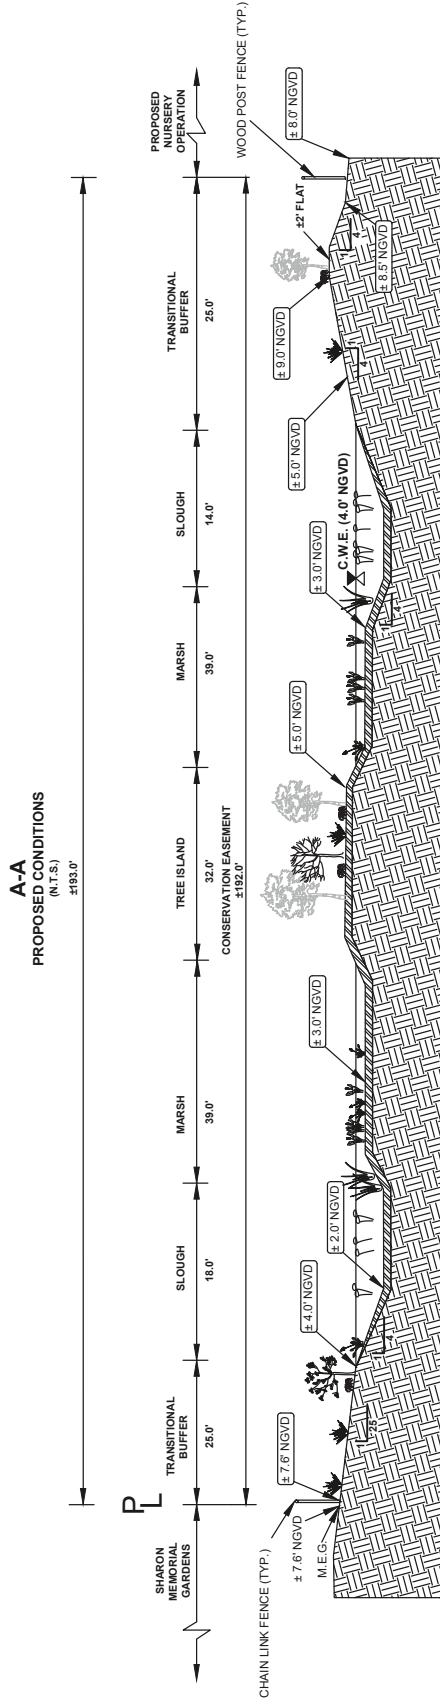 A-A
PROPOSED CONDITIONS
(N.T.S.)
±193.0'
PL
SHARON
MEMORIAL
GARDENS
TRANSITIONAL
BUFFER
25.0'
SLOUGH
18.0'
MARSH
39.0'
TREE ISLAND
32.0'
MARSH
39.0'
SLOUGH
14.0'
TRANSITIONAL
BUFFER
25.0'
PROPOSED
NURSERY
OPERATION
CONSERVATION EASEMENT
±192.0'
CHAIN LINK FENCE (TYP.)
± 7.6' NGVD
M.E.G.
± 7.6' NGVD
1
25
± 4.0' NGVD
1
4
± 2.0' NGVD
± 3.0' NGVD
± 5.0' NGVD
± 3.0' NGVD
1
4
C.W.E. (4.0' NGVD)
± 5.0' NGVD
1
4
± 9.0' NGVD
±2' FLAT
1
4
± 8.5' NGVD
WOOD POST FENCE (TYP.)
± 8.0' NGVD